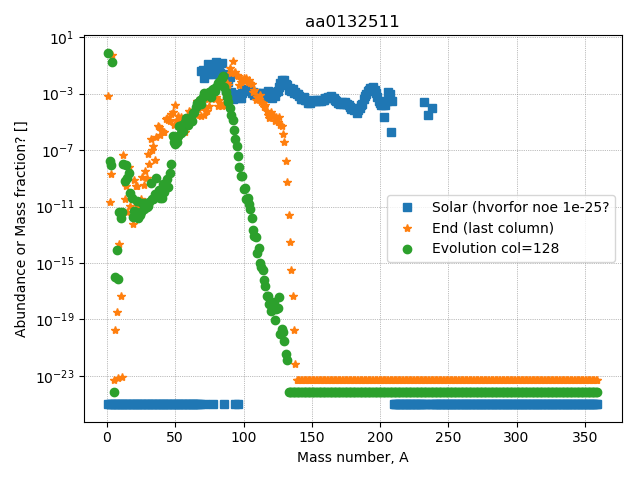 aa0132511
Abundance or Mass fraction? []
10¹
10⁻³
10⁻⁷
10⁻¹¹
10⁻¹⁵
10⁻¹⁹
10⁻²³
Solar (hvorfor noe 1e-25?
End (last column)
Evolution col=128
0 50 100 150 200 250 300 350
Mass number, A